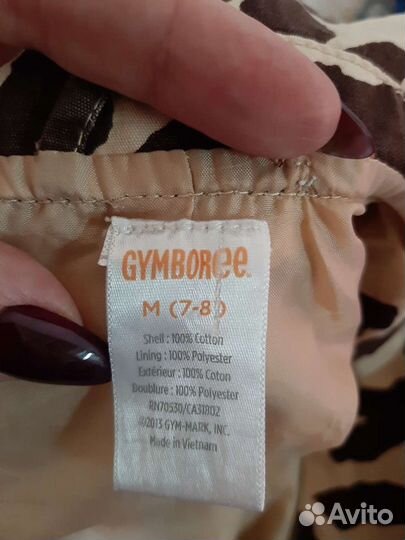 GYMBOREE
M (7-8)
Shell : 100% Cotton
Lining : 100% Polyester
Extérieur : 100% Coton
Doublure : 100% Polyester
RN70530/CA31802
©2013 GYM-MARK, INC.
Made in Vietnam
Avito